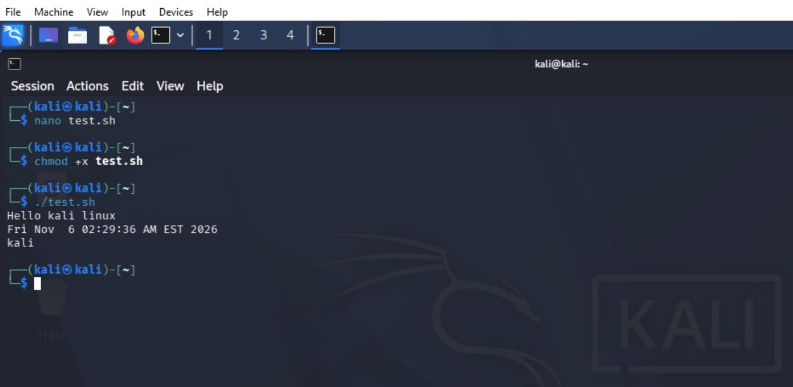 File Machine View Input Devices Help
1 2 3 4
kali@kali: ~
Session Actions Edit View Help
┌──(kali㉿kali)-[~]
└─$ nano test.sh
┌──(kali㉿kali)-[~]
└─$ chmod +x test.sh
┌──(kali㉿kali)-[~]
└─$ ./test.sh
Hello kali linux
Fri Nov  6 02:29:36 AM EST 2026
kali
┌──(kali㉿kali)-[~]
└─$
Trash
KALI